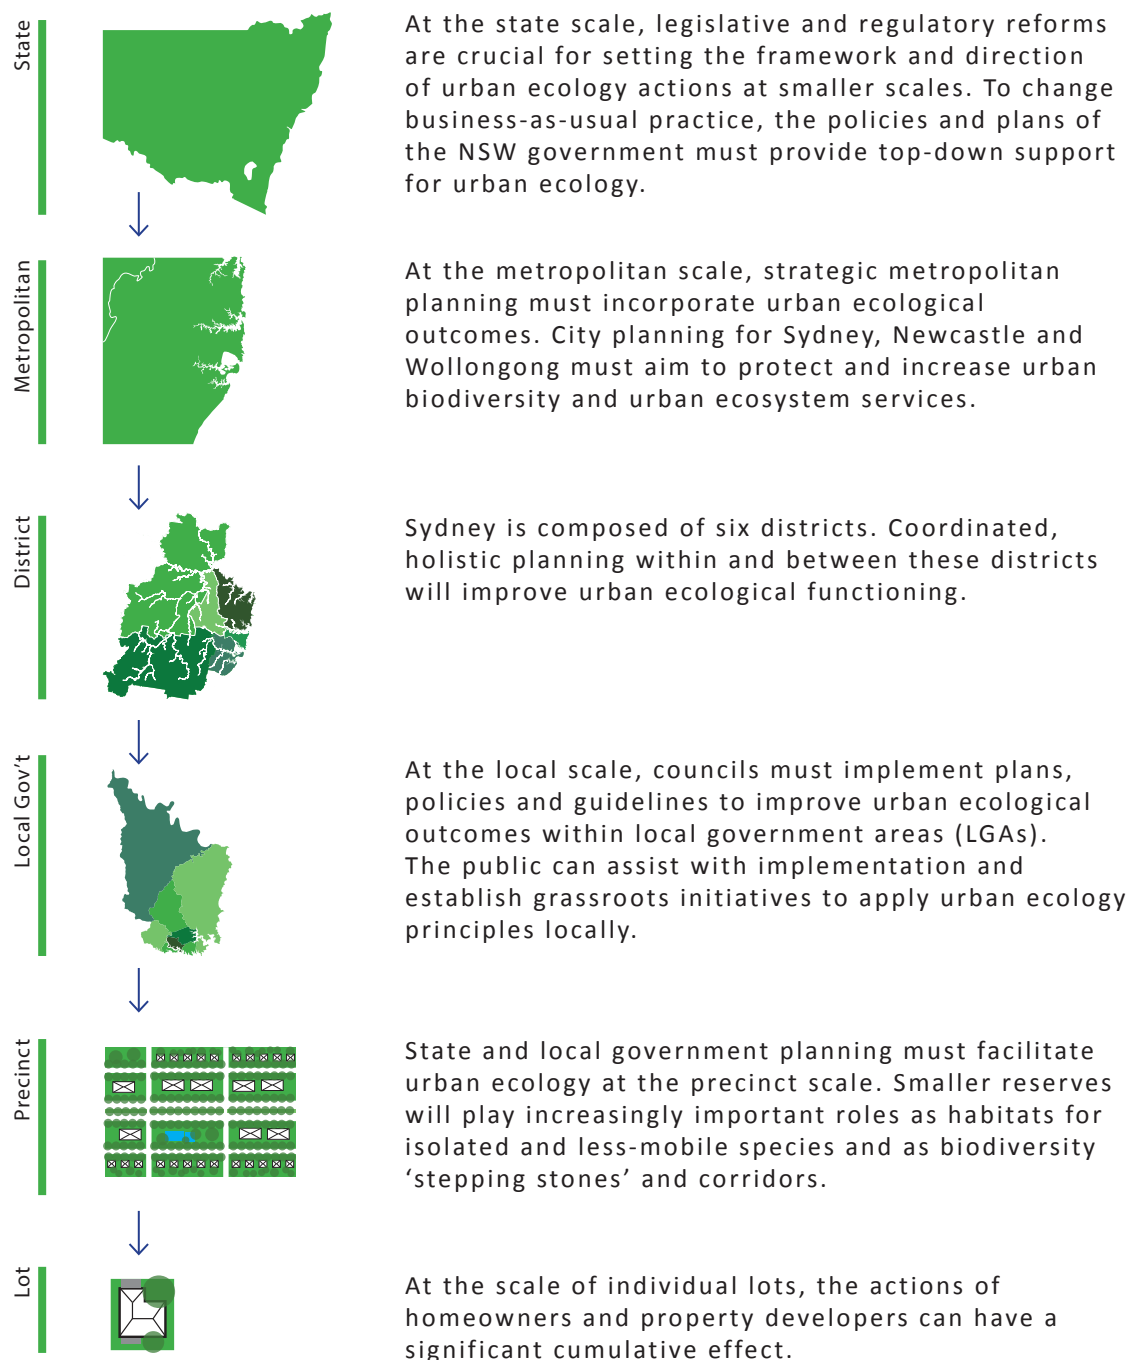 State
At the state scale, legislative and regulatory reforms
are crucial for setting the framework and direction
of urban ecology actions at smaller scales. To change
business-as-usual practice, the policies and plans of
the NSW government must provide top-down support
for urban ecology.
Metropolitan
At the metropolitan scale, strategic metropolitan
planning must incorporate urban ecological
outcomes. City planning for Sydney, Newcastle and
Wollongong must aim to protect and increase urban
biodiversity and urban ecosystem services.
District
Sydney is composed of six districts. Coordinated,
holistic planning within and between these districts
will improve urban ecological functioning.
Local Gov't
At the local scale, councils must implement plans,
policies and guidelines to improve urban ecological
outcomes within local government areas (LGAs).
The public can assist with implementation and
establish grassroots initiatives to apply urban ecology
principles locally.
Precinct
State and local government planning must facilitate
urban ecology at the precinct scale. Smaller reserves
will play increasingly important roles as habitats for
isolated and less-mobile species and as biodiversity
‘stepping stones’ and corridors.
Lot
At the scale of individual lots, the actions of
homeowners and property developers can have a
significant cumulative effect.